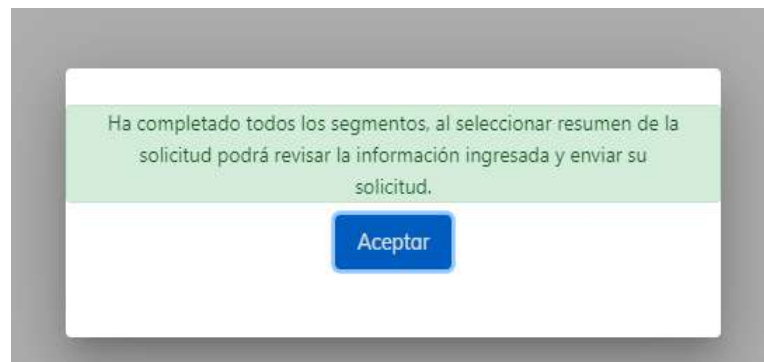 Ha completado todos los segmentos, al seleccionar resumen de la
solicitud podrá revisar la información ingresada y enviar su
solicitud.
Aceptar